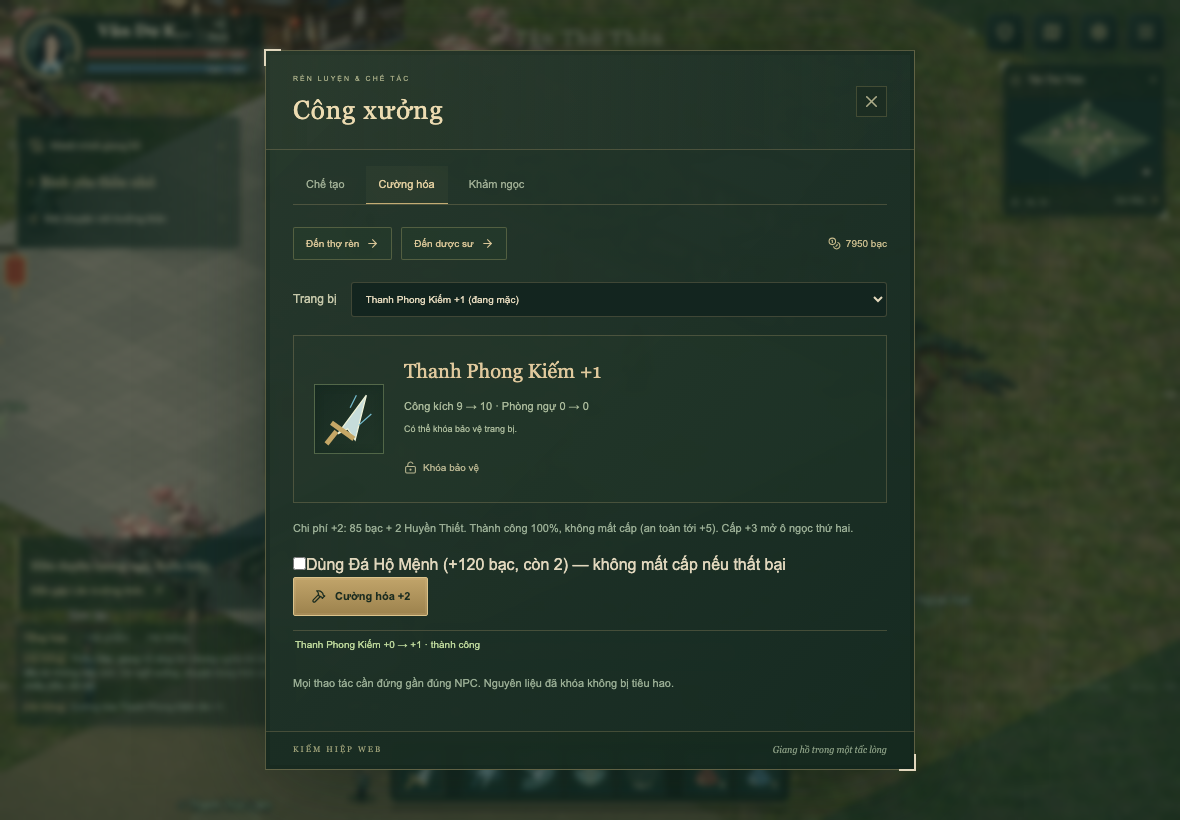 RÈN LUYỆN & CHẾ TÁC
Công xưởng
Chế tạo
Cường hóa
Khảm ngọc
Đến thợ rèn →
Đến dược sư →
7950 bạc
Trang bị
Thanh Phong Kiếm +1 (đang mặc)
Thanh Phong Kiếm +1
Công kích 9 → 10 · Phòng ngự 0 → 0
Có thể khóa bảo vệ trang bị.
Khóa bảo vệ
Chi phí +2: 85 bạc + 2 Huyền Thiết. Thành công 100%, không mất cấp (an toàn tới +5). Cấp +3 mở ô ngọc thứ hai.
Dùng Đá Hộ Mệnh (+120 bạc, còn 2) — không mất cấp nếu thất bại
Cường hóa +2
Thanh Phong Kiếm +0 → +1 · thành công
Mọi thao tác cần đứng gần đúng NPC. Nguyên liệu đã khóa không bị tiêu hao.
KIẾM HIỆP WEB
Giang hồ trong một tấc lòng